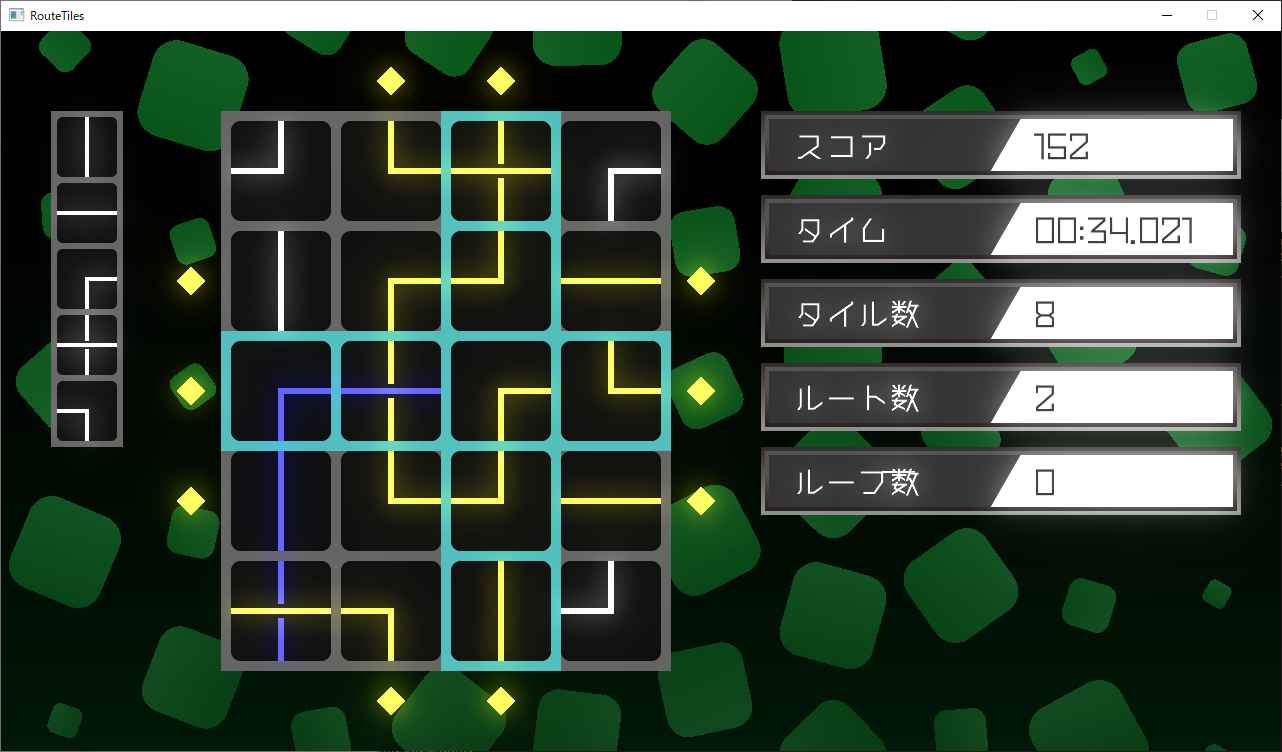 RouteTiles
スコア 152
タイム 00:34.021
タイル数 8
ルート数 2
ループ数 0